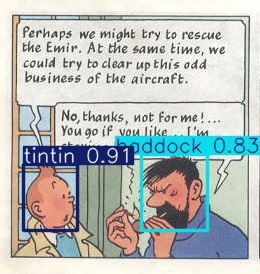 Perhaps we might try to rescue
the Emir. At the same time, we
could try to clear up this odd
business of the aircraft.
No, thanks, not for me!...
You go if you like... I'm
tintin 0.91
haddock 0.83